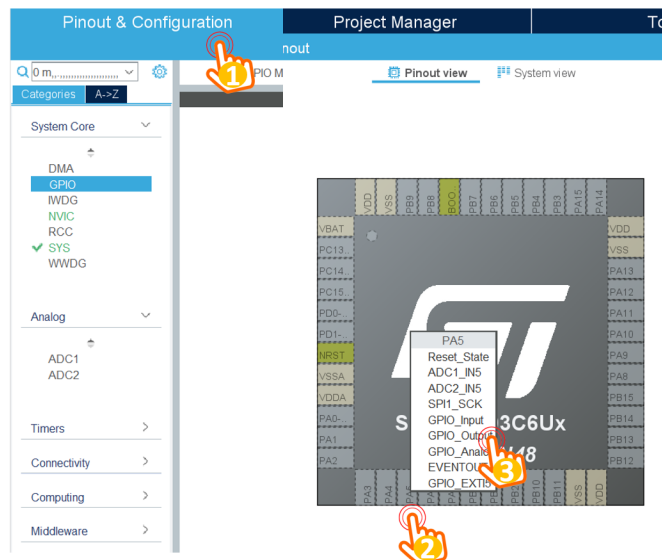 Pinout & Configuration
Project Manager
To
nout
Pinout view
System view
Categories
A->Z
System Core
DMA
GPIO
IWDG
NVIC
RCC
SYS
WWDG
Analog
ADC1
ADC2
Timers
Connectivity
Computing
Middleware
VDD
VSS
PB9
PB8
BOO..
PB7
PB6
PB5
PB4
PB3
PA15
PA14
VBAT
PC13..
PC14..
PC15..
PD0-..
PD1-..
NRST
VSSA
VDDA
PA0-..
PA1
PA2
VDD
VSS
PA13
PA12
PA11
PA10
PA9
PA8
PB15
PB14
PB13
PB12
PA5
Reset_State
ADC1_IN5
ADC2_IN5
SPI1_SCK
GPIO_Input
GPIO_Output
GPIO_Analo
EVENTOU
GPIO_EXTI5
S
3C6Ux
N48
PA3
PA4
PB10
PB11
VSS
VDD
1
2
3